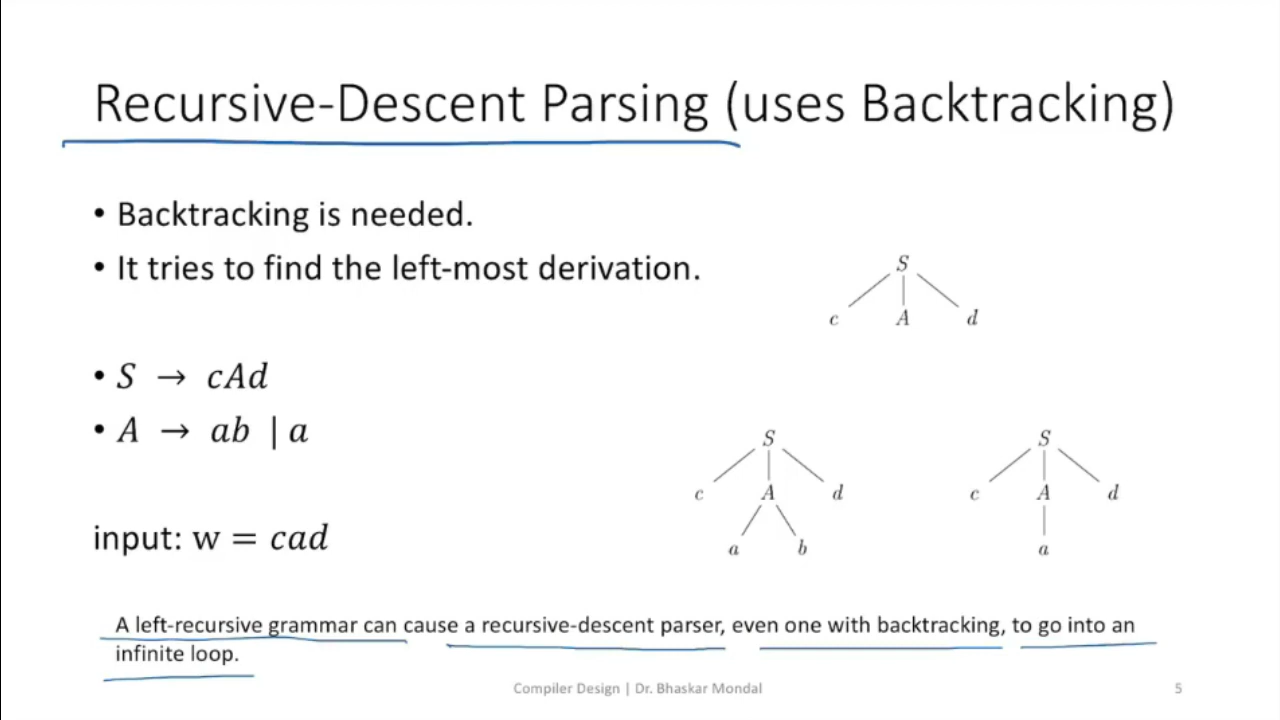 Recursive-Descent Parsing (uses Backtracking)
• Backtracking is needed.
• It tries to find the left-most derivation.
• S → cAd
• A → ab | a
input: w = cad
S
c A d
S
c A d
a b
S
c A d
a
A left-recursive grammar can cause a recursive-descent parser, even one with backtracking, to go into an
infinite loop.
Compiler Design | Dr. Bhaskar Mondal
5